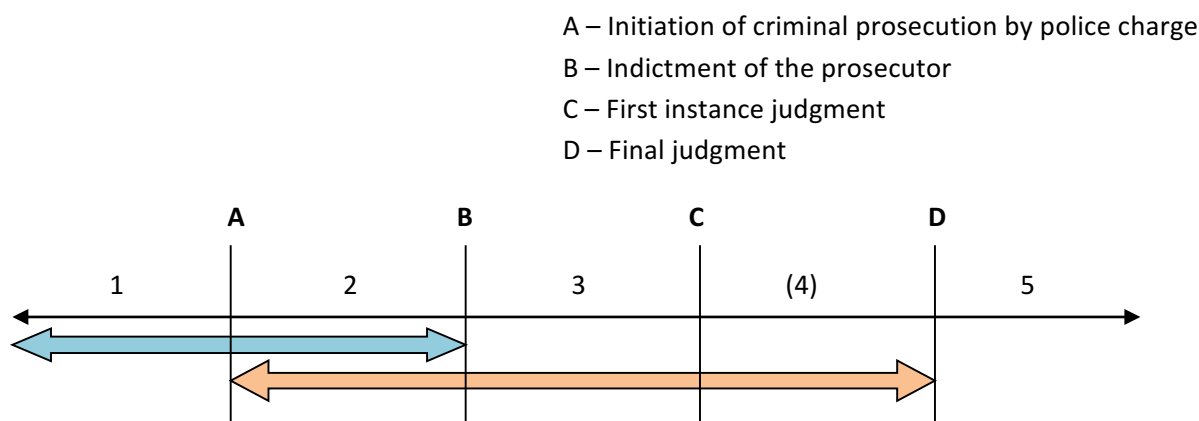 A – Initiation of criminal prosecution by police charge
B – Indictment of the prosecutor
C – First instance judgment
D – Final judgment
A B C D
1 2 3 (4) 5